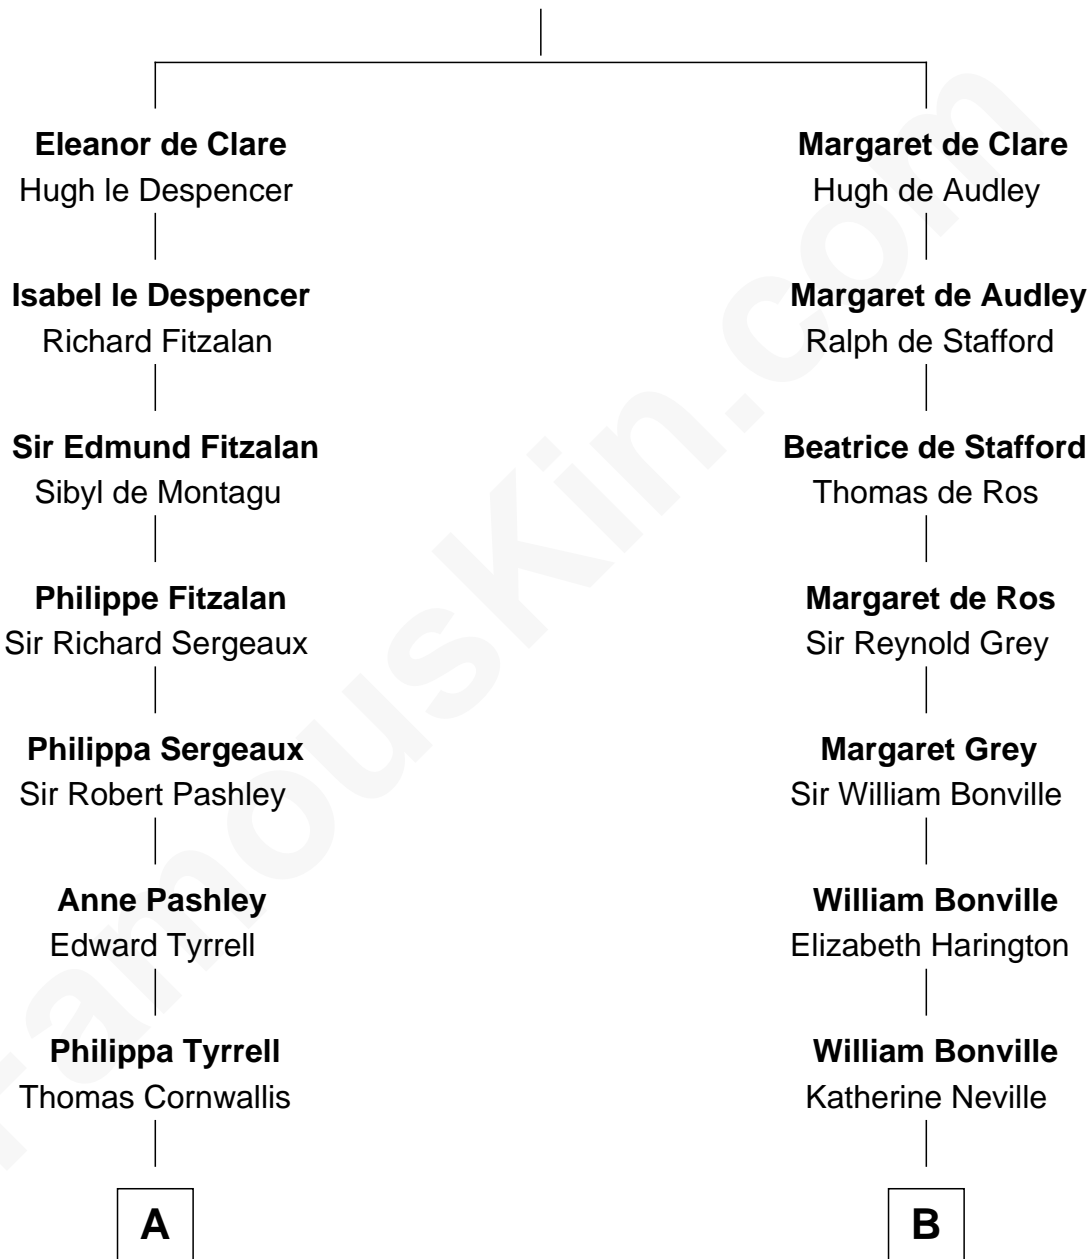 Eleanor de Clare
Hugh le Despencer
Isabel le Despencer
Richard Fitzalan
Sir Edmund Fitzalan
Sibyl de Montagu
Philippe Fitzalan
Sir Richard Sergeaux
Philippa Sergeaux
Sir Robert Pashley
Anne Pashley
Edward Tyrrell
Philippa Tyrrell
Thomas Cornwallis
A
Margaret de Clare
Hugh de Audley
Margaret de Audley
Ralph de Stafford
Beatrice de Stafford
Thomas de Ros
Margaret de Ros
Sir Reynold Grey
Margaret Grey
Sir William Bonville
William Bonville
Elizabeth Harington
William Bonville
Katherine Neville
B
FamousKin.com